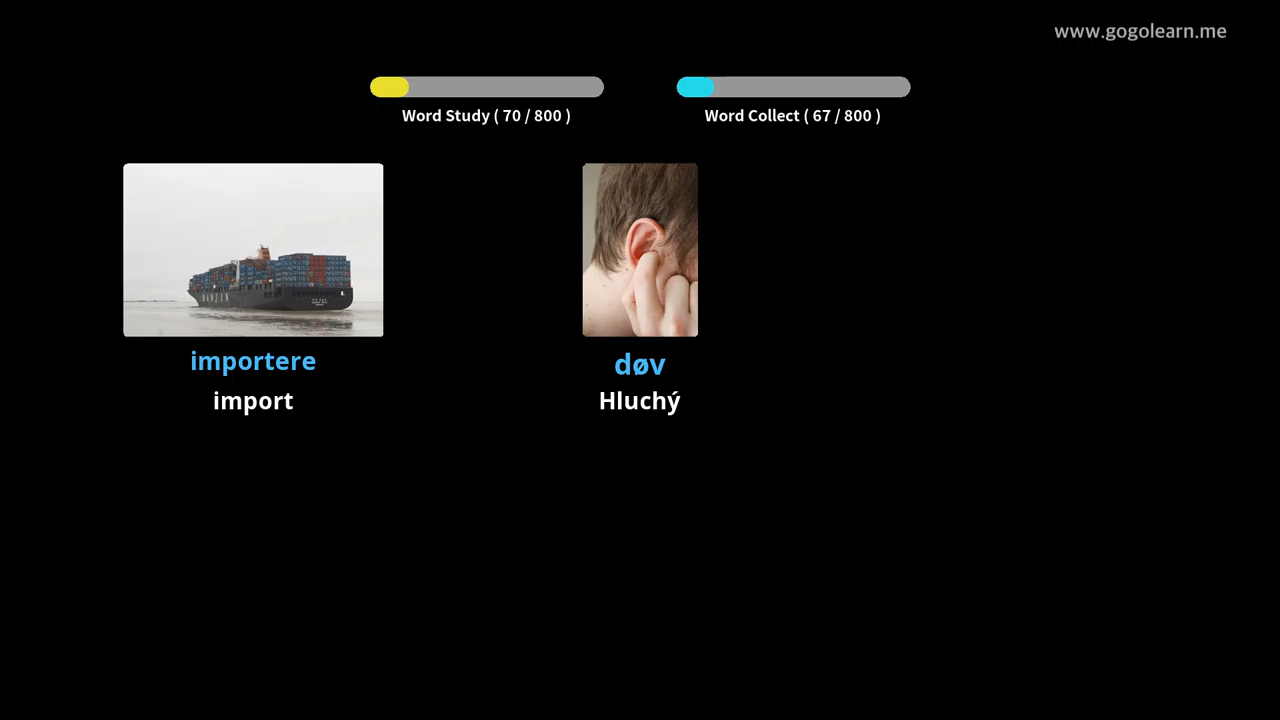 www.gogolearn.me
Word Study ( 70 / 800 )
Word Collect ( 67 / 800 )
importere
import
døv
Hluchý